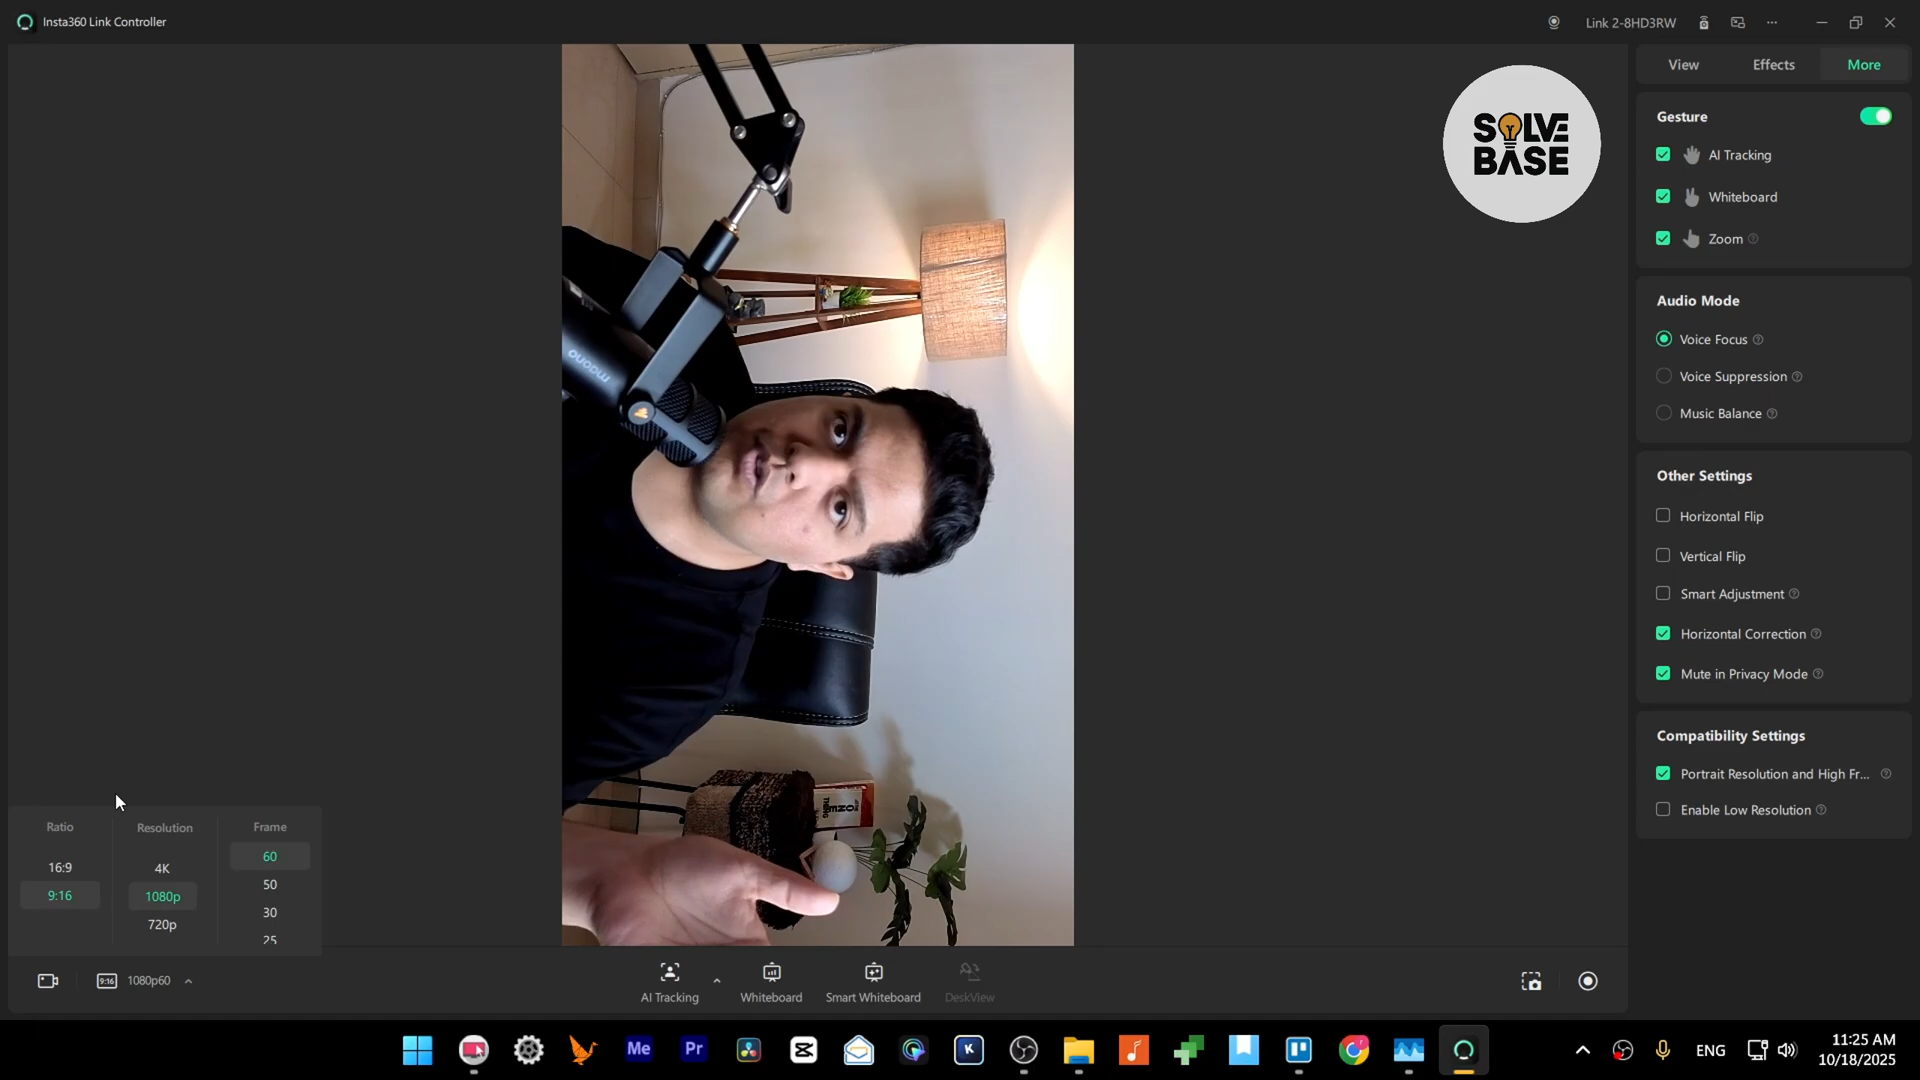 Insta360 Link Controller
Link 2-8HD3RW
View
Effects
More
SOLVE
BASE
Gesture
AI Tracking
Whiteboard
Zoom
Audio Mode
Voice Focus
Voice Suppression
Music Balance
Other Settings
Horizontal Flip
Vertical Flip
Smart Adjustment
Horizontal Correction
Mute in Privacy Mode
Compatibility Settings
Portrait Resolution and High Fr...
Enable Low Resolution
maono
ONE
THING
Ratio
16:9
9:16
Resolution
4K
1080p
720p
Frame
60
50
30
25
9:16
1080p60
AI Tracking
Whiteboard
Smart Whiteboard
DeskView
Me
Pr
K
ENG
11:25 AM
10/18/2025